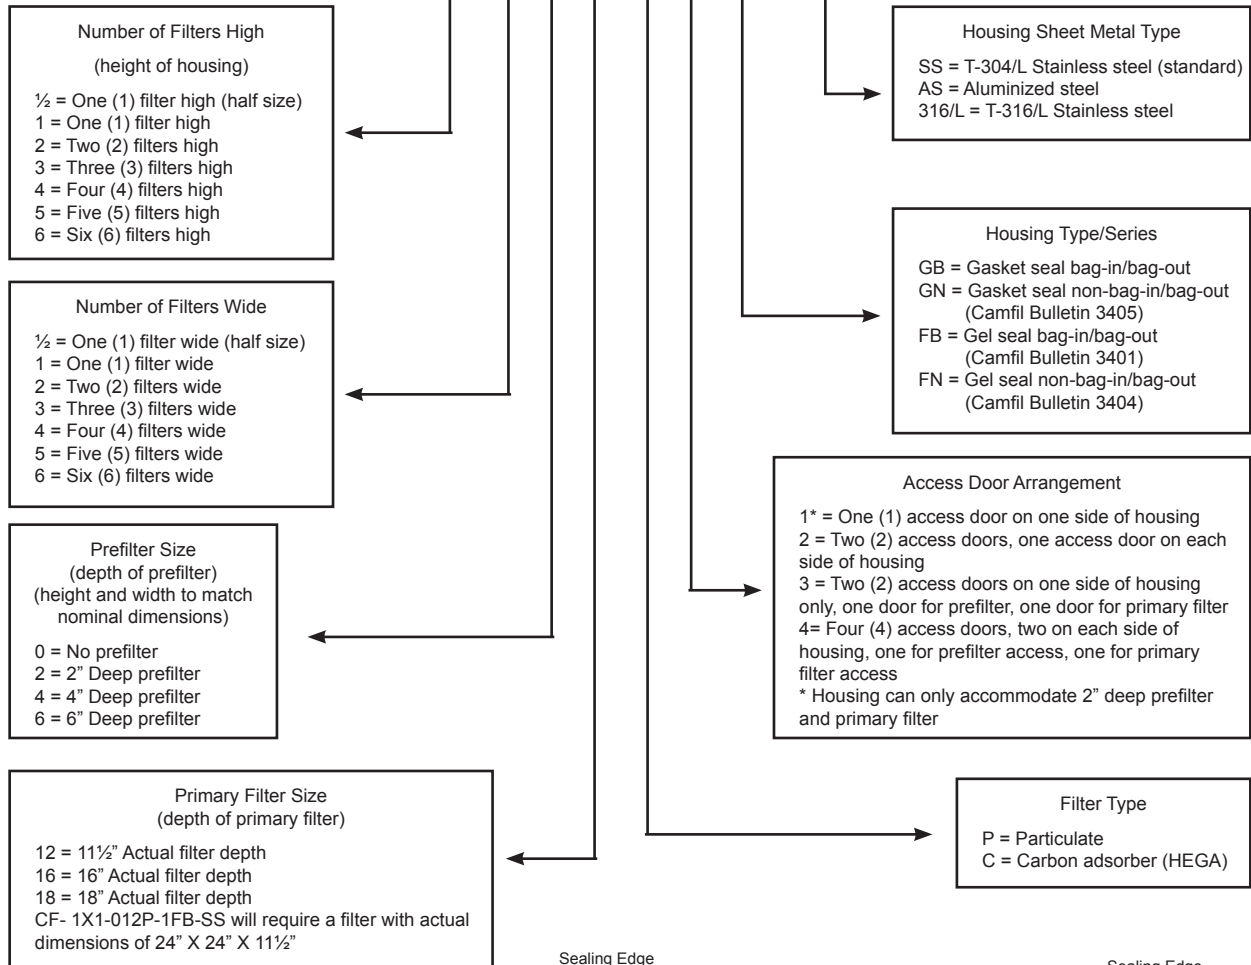 Number of Filters High
(height of housing)
½ = One (1) filter high (half size)
1 = One (1) filter high
2 = Two (2) filters high
3 = Three (3) filters high
4 = Four (4) filters high
5 = Five (5) filters high
6 = Six (6) filters high
Number of Filters Wide
½ = One (1) filter wide (half size)
1 = One (1) filter wide
2 = Two (2) filters wide
3 = Three (3) filters wide
4 = Four (4) filters wide
5 = Five (5) filters wide
6 = Six (6) filters wide
Prefilter Size
(depth of prefilter)
(height and width to match
nominal dimensions)
0 = No prefilter
2 = 2” Deep prefilter
4 = 4” Deep prefilter
6 = 6” Deep prefilter
Primary Filter Size
(depth of primary filter)
12 = 11½” Actual filter depth
16 = 16” Actual filter depth
18 = 18” Actual filter depth
CF- 1X1-012P-1FB-SS will require a filter with actual
dimensions of 24” X 24” X 11½”
Housing Sheet Metal Type
SS = T-304/L Stainless steel (standard)
AS = Aluminized steel
316/L = T-316/L Stainless steel
Housing Type/Series
GB = Gasket seal bag-in/bag-out
GN = Gasket seal non-bag-in/bag-out
(Camfil Bulletin 3405)
FB = Gel seal bag-in/bag-out
(Camfil Bulletin 3401)
FN = Gel seal non-bag-in/bag-out
(Camfil Bulletin 3404)
Access Door Arrangement
1* = One (1) access door on one side of housing
2 = Two (2) access doors, one access door on each
side of housing
3 = Two (2) access doors on one side of housing
only, one door for prefilter, one door for primary filter
4= Four (4) access doors, two on each side of
housing, one for prefilter access, one for primary
filter access
* Housing can only accommodate 2” deep prefilter
and primary filter
Filter Type
P = Particulate
C = Carbon adsorber (HEGA)
Sealing Edge
Sealing Edge